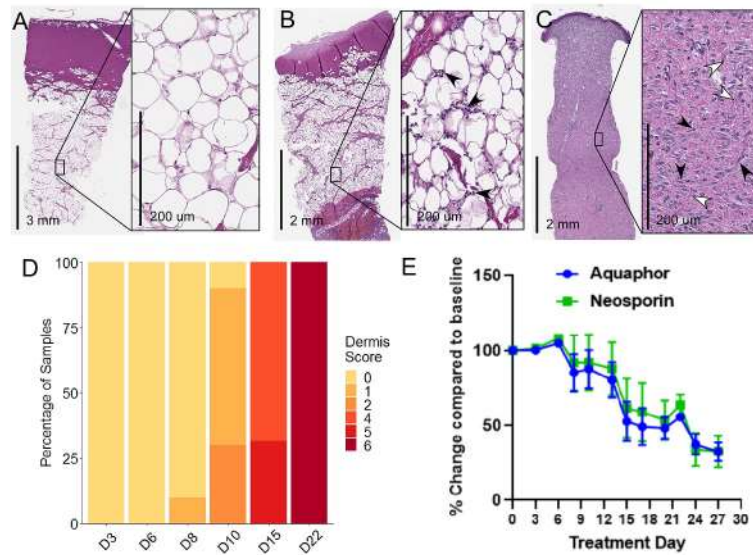 A
B
C
3 mm
200 um
2 mm
200 um
2 mm
200 um
D
Percentage of Samples
100
75
50
25
0
D3 D6 D8 D10 D15 D22
Dermis
Score
0
1
2
4
5
6
E
Aquaphor
Neosporin
% Change compared to baseline
150
100
50
0
0 3 6 9 12 15 18 21 24 27 30
Treatment Day